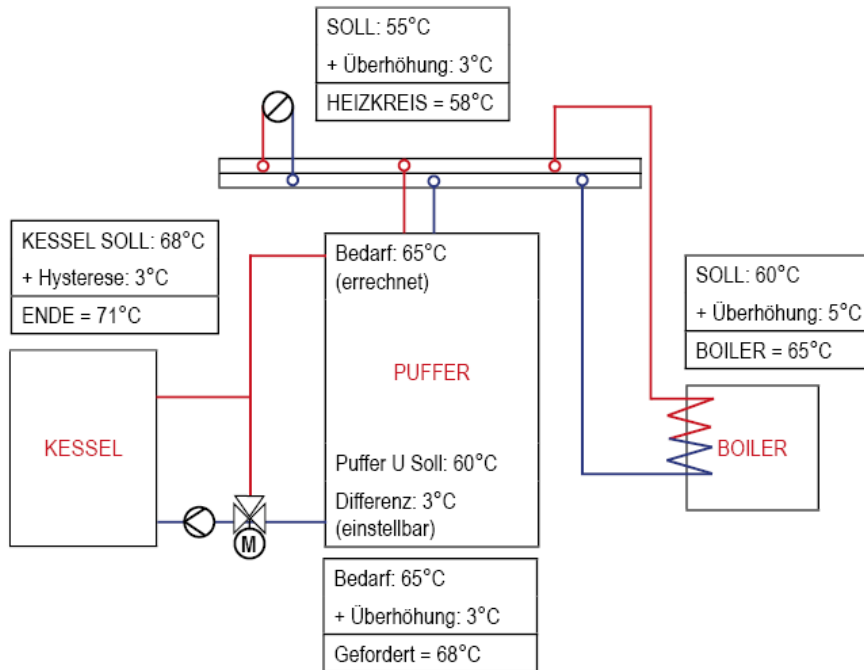 SOLL: 55°C
+ Überhöhung: 3°C
HEIZKREIS = 58°C
KESSEL SOLL: 68°C
+ Hysterese: 3°C
ENDE = 71°C
Bedarf: 65°C
(errechnet)
SOLL: 60°C
+ Überhöhung: 5°C
BOILER = 65°C
KESSEL
PUFFER
BOILER
Puffer U Soll: 60°C
Differenz: 3°C
(einstellbar)
M
Bedarf: 65°C
+ Überhöhung: 3°C
Gefordert = 68°C